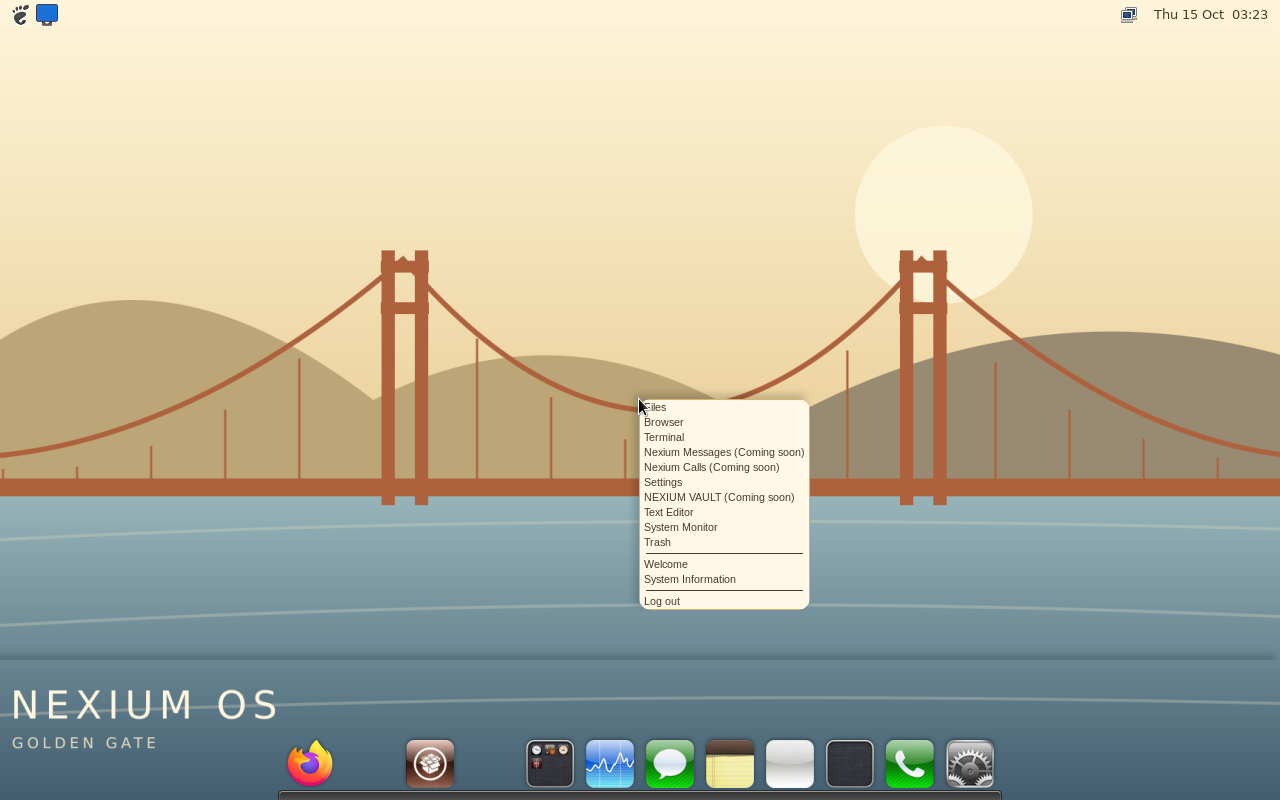 Thu 15 Oct 03:23
Files
Browser
Terminal
Nexium Messages (Coming soon)
Nexium Calls (Coming soon)
Settings
NEXIUM VAULT (Coming soon)
Text Editor
System Monitor
Trash
Welcome
System Information
Log out
NEXIUM OS
GOLDEN GATE